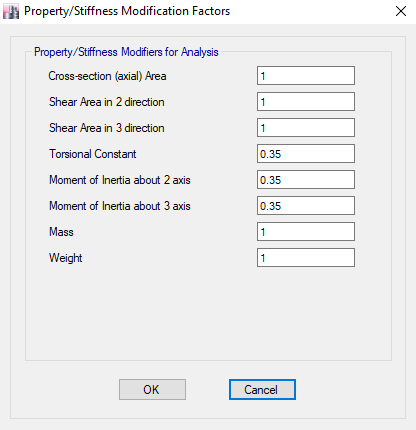 Property/Stiffness Modification Factors
Property/Stiffness Modifiers for Analysis
Cross-section (axial) Area 1
Shear Area in 2 direction 1
Shear Area in 3 direction 1
Torsional Constant 0.35
Moment of Inertia about 2 axis 0.35
Moment of Inertia about 3 axis 0.35
Mass 1
Weight 1
OK Cancel